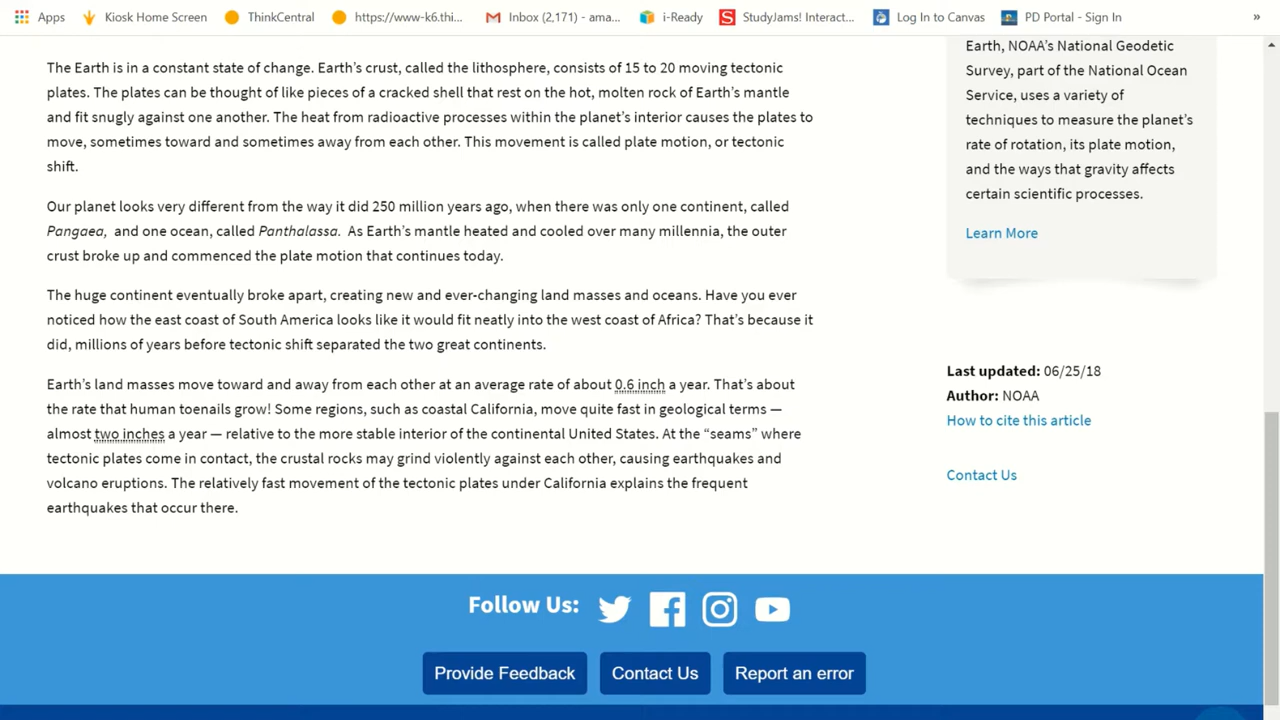 Apps
Kiosk Home Screen
ThinkCentral
https://www-k6.thi...
Inbox (2,171) - ama...
i-Ready
StudyJams! Interact...
Log In to Canvas
PD Portal - Sign In
»
The Earth is in a constant state of change. Earth’s crust, called the lithosphere, consists of 15 to 20 moving tectonic
plates. The plates can be thought of like pieces of a cracked shell that rest on the hot, molten rock of Earth’s mantle
and fit snugly against one another. The heat from radioactive processes within the planet’s interior causes the plates to
move, sometimes toward and sometimes away from each other. This movement is called plate motion, or tectonic
shift.
Our planet looks very different from the way it did 250 million years ago, when there was only one continent, called
Pangaea, and one ocean, called Panthalassa. As Earth’s mantle heated and cooled over many millennia, the outer
crust broke up and commenced the plate motion that continues today.
The huge continent eventually broke apart, creating new and ever-changing land masses and oceans. Have you ever
noticed how the east coast of South America looks like it would fit neatly into the west coast of Africa? That’s because it
did, millions of years before tectonic shift separated the two great continents.
Earth’s land masses move toward and away from each other at an average rate of about 0.6 inch a year. That’s about
the rate that human toenails grow! Some regions, such as coastal California, move quite fast in geological terms —
almost two inches a year — relative to the more stable interior of the continental United States. At the “seams” where
tectonic plates come in contact, the crustal rocks may grind violently against each other, causing earthquakes and
volcano eruptions. The relatively fast movement of the tectonic plates under California explains the frequent
earthquakes that occur there.
Earth, NOAA’s National Geodetic
Survey, part of the National Ocean
Service, uses a variety of
techniques to measure the planet’s
rate of rotation, its plate motion,
and the ways that gravity affects
certain scientific processes.
Learn More
Last updated: 06/25/18
Author: NOAA
How to cite this article
Contact Us
Follow Us:
Provide Feedback
Contact Us
Report an error